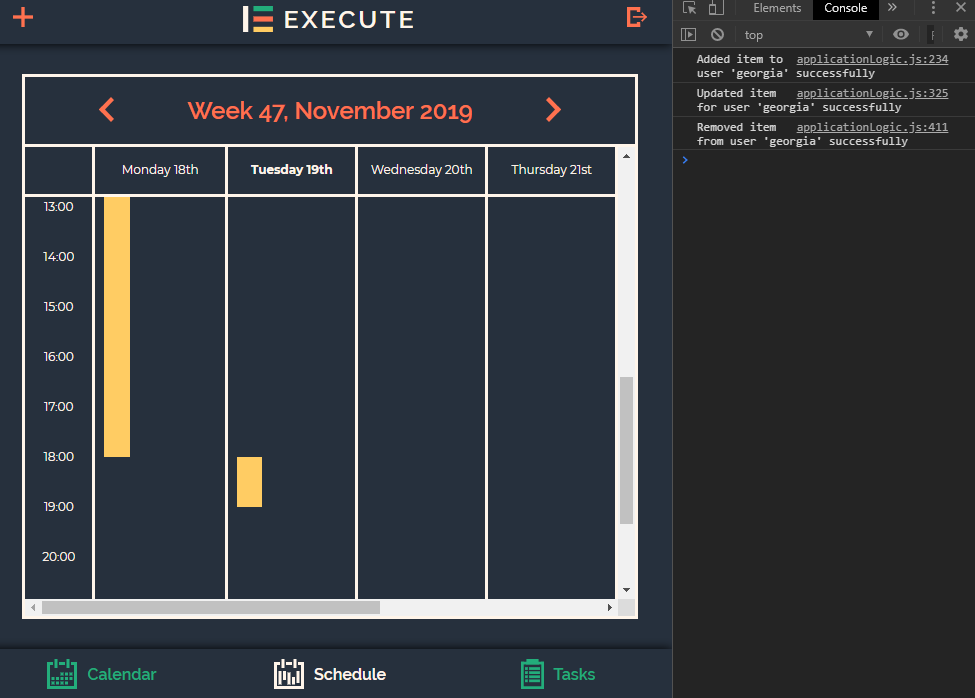 EXECUTE
Week 47, November 2019
Monday 18th
Tuesday 19th
Wednesday 20th
Thursday 21st
13:00
14:00
15:00
16:00
17:00
18:00
19:00
20:00
Calendar
Schedule
Tasks
Elements
Console
top
Added item to applicationLogic.js:234
user 'georgia' successfully
Updated item applicationLogic.js:325
for user 'georgia' successfully
Removed item applicationLogic.js:411
from user 'georgia' successfully